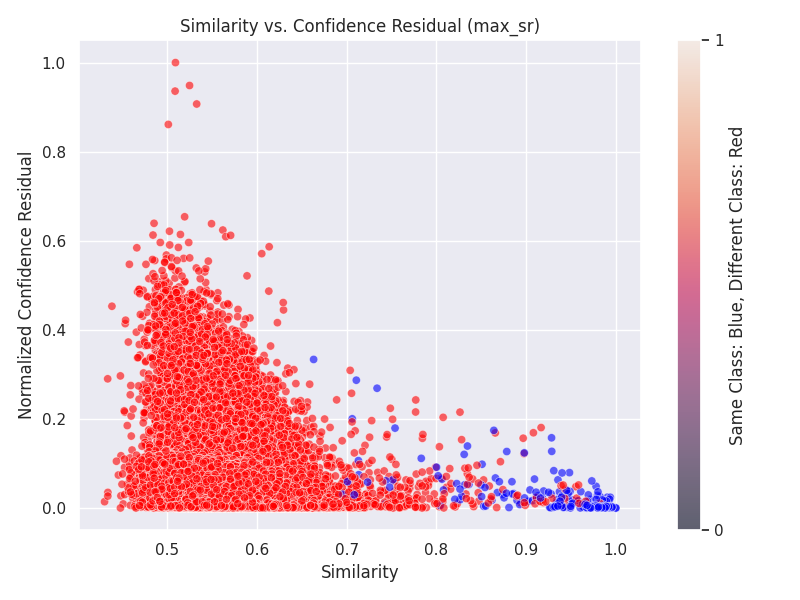 Similarity vs. Confidence Residual (max_sr)
Normalized Confidence Residual
1.0
0.8
0.6
0.4
0.2
0.0
0.5 0.6 0.7 0.8 0.9 1.0
Similarity
1
0
Same Class: Blue, Different Class: Red